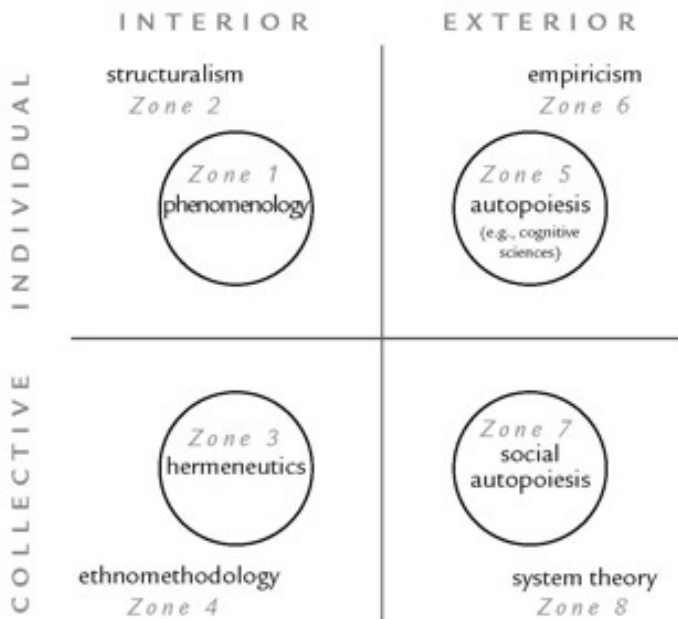 INTERIOR
EXTERIOR
INDIVIDUAL
structuralism
Zone 2
Zone 1
phenomenology
empiricism
Zone 6
Zone 5
autopoiesis
(e.g., cognitive
sciences)
COLLECTIVE
Zone 3
hermeneutics
ethnomethodology
Zone 4
Zone 7
social
autopoiesis
system theory
Zone 8